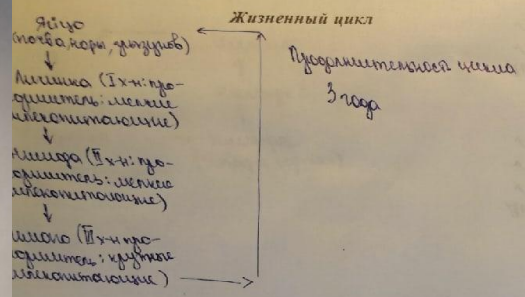 Жизненный цикл
Яйцо
(почва, норы, грызунов)
Личинка (I х-н: про-
кормитель: мелкие
млекопитающие)
Нимфа (II х-н: про-
кормитель: мелкие
млекопитающие)
имаго (III х-н про-
кормитель: крупные
млекопитающие)
Продолжительность цикла
3 года